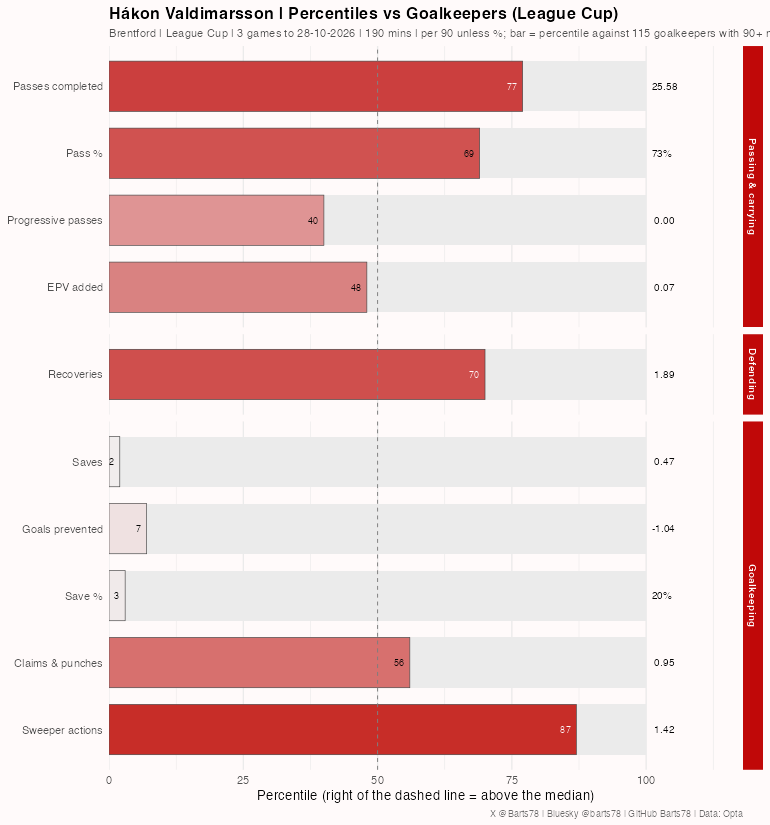 Hákon Valdimarsson | Percentiles vs Goalkeepers (League Cup)
Brentford | League Cup | 3 games to 28-10-2026 | 190 mins | per 90 unless %; bar = percentile against 115 goalkeepers with 90+
Passes completed 77 25.58
Pass % 69 73%
Progressive passes 40 0.00
EPV added 48 0.07
Passing & carrying
Recoveries 70 1.89
Defending
Saves 2 0.47
Goals prevented 7 -1.04
Save % 3 20%
Claims & punches 56 0.95
Sweeper actions 87 1.42
Goalkeeping
0 25 50 75 100
Percentile (right of the dashed line = above the median)
X @Barts78 | Bluesky @barts78 | GitHub Barts78 | Data: Opta